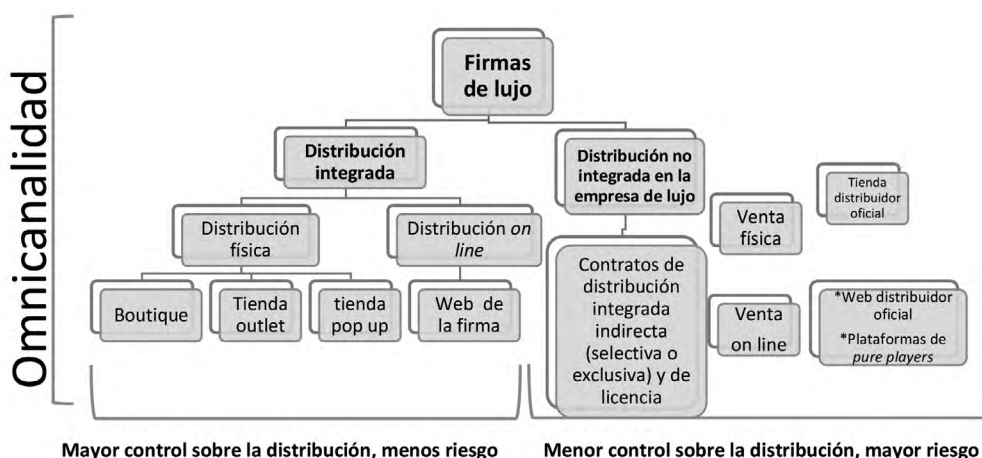 Omnicanalidad
Firmas
de lujo
Distribución
integrada
Distribución no
integrada en la
empresa de lujo
Tienda
distribuidor
oficial
Distribución
física
Distribución on
line
Venta
física
Boutique
Tienda
outlet
tienda
pop up
Web de
la firma
Contratos de
distribución
integrada
indirecta
(selectiva o
exclusiva) y de
licencia
Venta
on line
*Web distribuidor
oficial
*Plataformas de
pure players
Mayor control sobre la distribución, menos riesgo
Menor control sobre la distribución, mayor riesgo